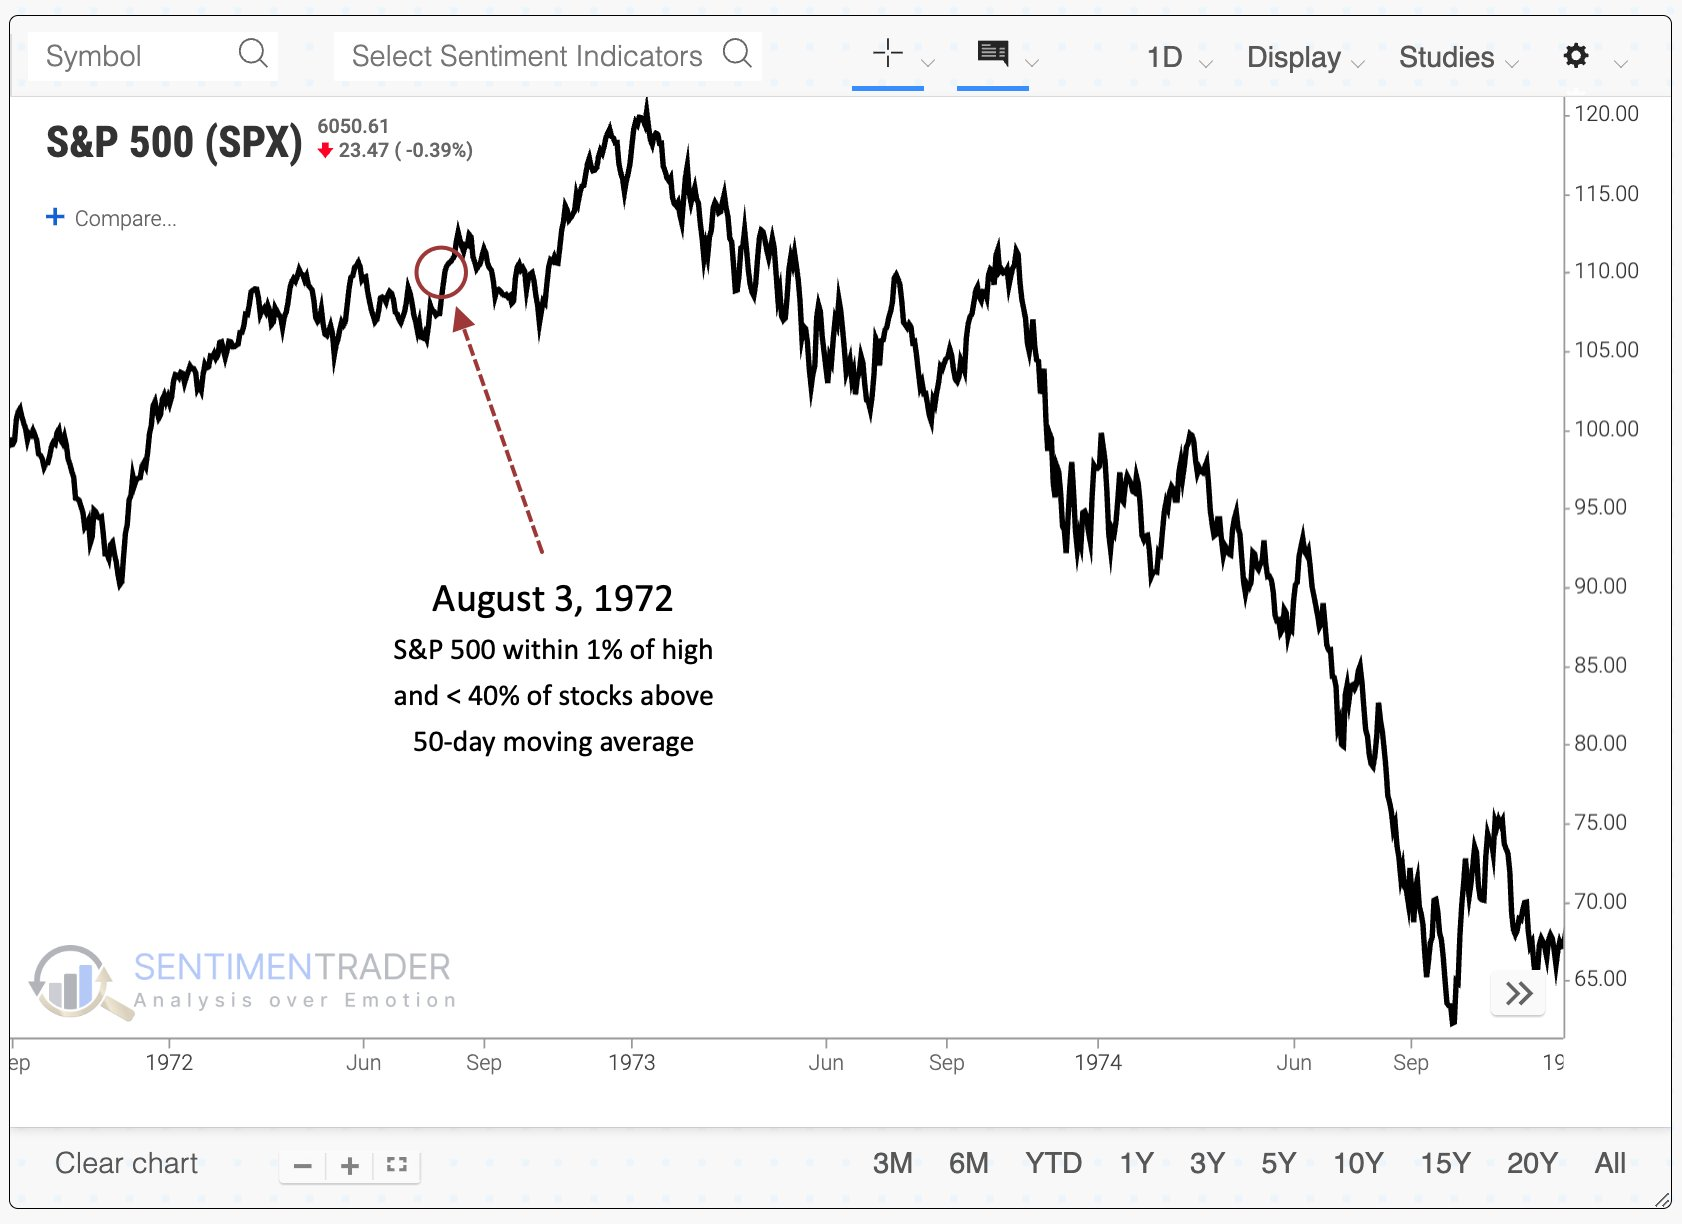 Symbol
Select Sentiment Indicators
1D
Display
Studies
S&P 500 (SPX)
6050.61
23.47 ( -0.39%)
+ Compare...
120.00
115.00
110.00
105.00
100.00
95.00
90.00
85.00
80.00
75.00
70.00
65.00
August 3, 1972
S&P 500 within 1% of high
and < 40% of stocks above
50-day moving average
SENTIMENTRADER
Analysis over Emotion
ep
1972
Jun
Sep
1973
Jun
Sep
1974
Jun
Sep
19
Clear chart
3M
6M
YTD
1Y
3Y
5Y
10Y
15Y
20Y
All